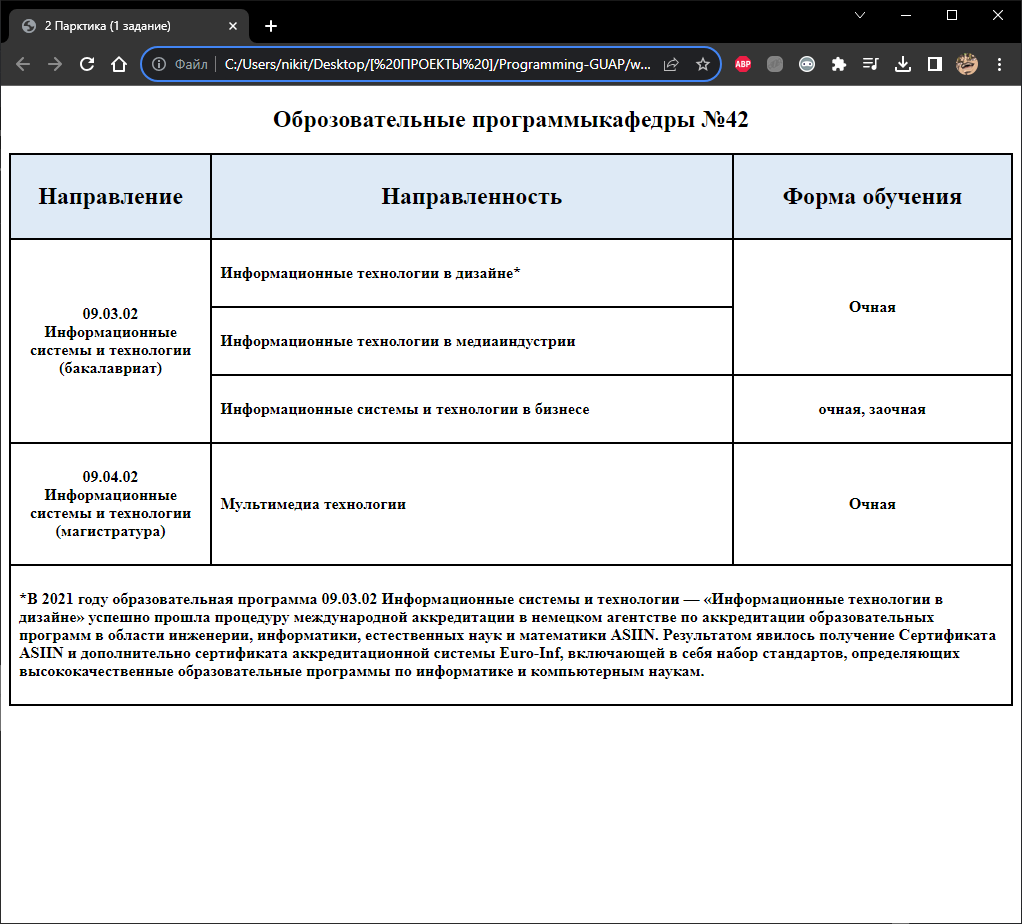 2 Парктика (1 задание)
Файл C:/Users/nikit/Desktop/[%20ПРОЕКТЫ%20]/Programming-GUAP/w...
ABP
Оброзовательные программыкафедры №42
Направление
Направленность
Форма обучения
09.03.02
Информационные
системы и технологии
(бакалавриат)
Информационные технологии в дизайне*
Очная
Информационные технологии в медиаиндустрии
Информационные системы и технологии в бизнесе
очная, заочная
09.04.02
Информационные
системы и технологии
(магистратура)
Мультимедиа технологии
Очная
*В 2021 году образовательная программа 09.03.02 Информационные системы и технологии — «Информационные технологии в
дизайне» успешно прошла процедуру международной аккредитации в немецком агентстве по аккредитации образовательных
программ в области инженерии, информатики, естественных наук и математики ASIIN. Результатом явилось получение Сертификата
ASIIN и дополнительно сертификата аккредитационной системы Euro-Inf, включающей в себя набор стандартов, определяющих
высококачественные образовательные программы по информатике и компьютерным наукам.